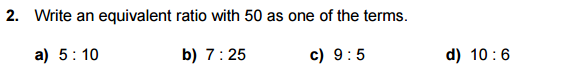 2. Write an equivalent ratio with 50 as one of the terms.
a) 5 : 10 b) 7 : 25 c) 9 : 5 d) 10 : 6